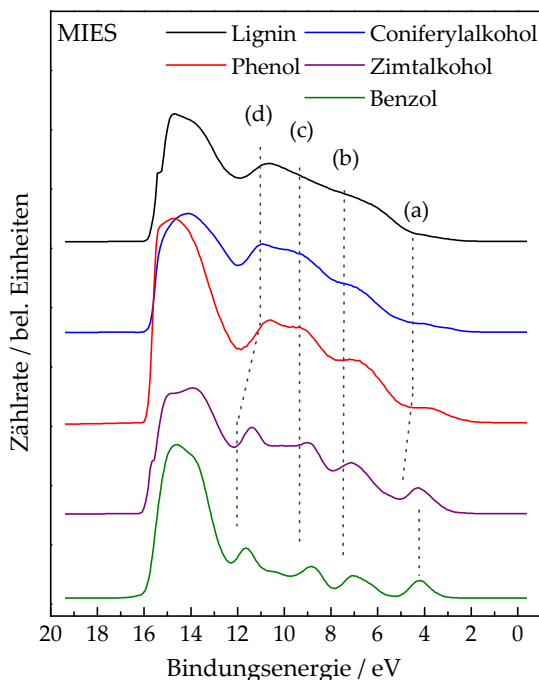 MIES
Lignin
Coniferylalkohol
Phenol
Zimtalkohol
Benzol
(d)
(c)
(b)
(a)
Zählrate / bel. Einheiten
20 18 16 14 12 10 8 6 4 2 0
Bindungsenergie / eV